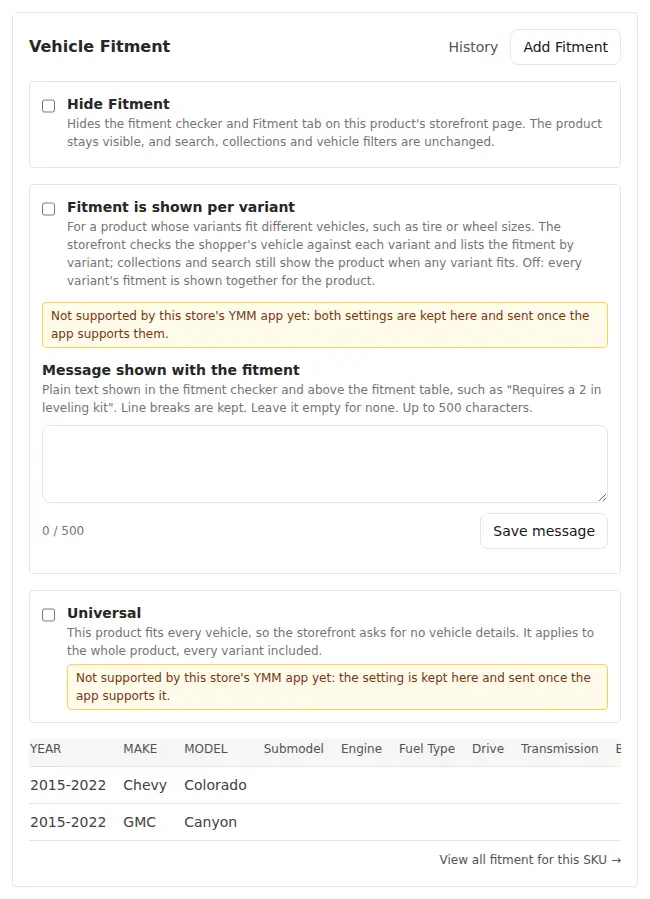 Vehicle Fitment
History
Add Fitment
Hide Fitment
Hides the fitment checker and Fitment tab on this product's storefront page. The product
stays visible, and search, collections and vehicle filters are unchanged.
Fitment is shown per variant
For a product whose variants fit different vehicles, such as tire or wheel sizes. The
storefront checks the shopper's vehicle against each variant and lists the fitment by
variant; collections and search still show the product when any variant fits. Off: every
variant's fitment is shown together for the product.
Not supported by this store's YMM app yet: both settings are kept here and sent once the
app supports them.
Message shown with the fitment
Plain text shown in the fitment checker and above the fitment table, such as "Requires a 2 in
leveling kit". Line breaks are kept. Leave it empty for none. Up to 500 characters.
0 / 500
Save message
Universal
This product fits every vehicle, so the storefront asks for no vehicle details. It applies to
the whole product, every variant included.
Not supported by this store's YMM app yet: the setting is kept here and sent once the
app supports it.
YEAR MAKE MODEL Submodel Engine Fuel Type Drive Transmission
2015-2022 Chevy Colorado
2015-2022 GMC Canyon
View all fitment for this SKU →